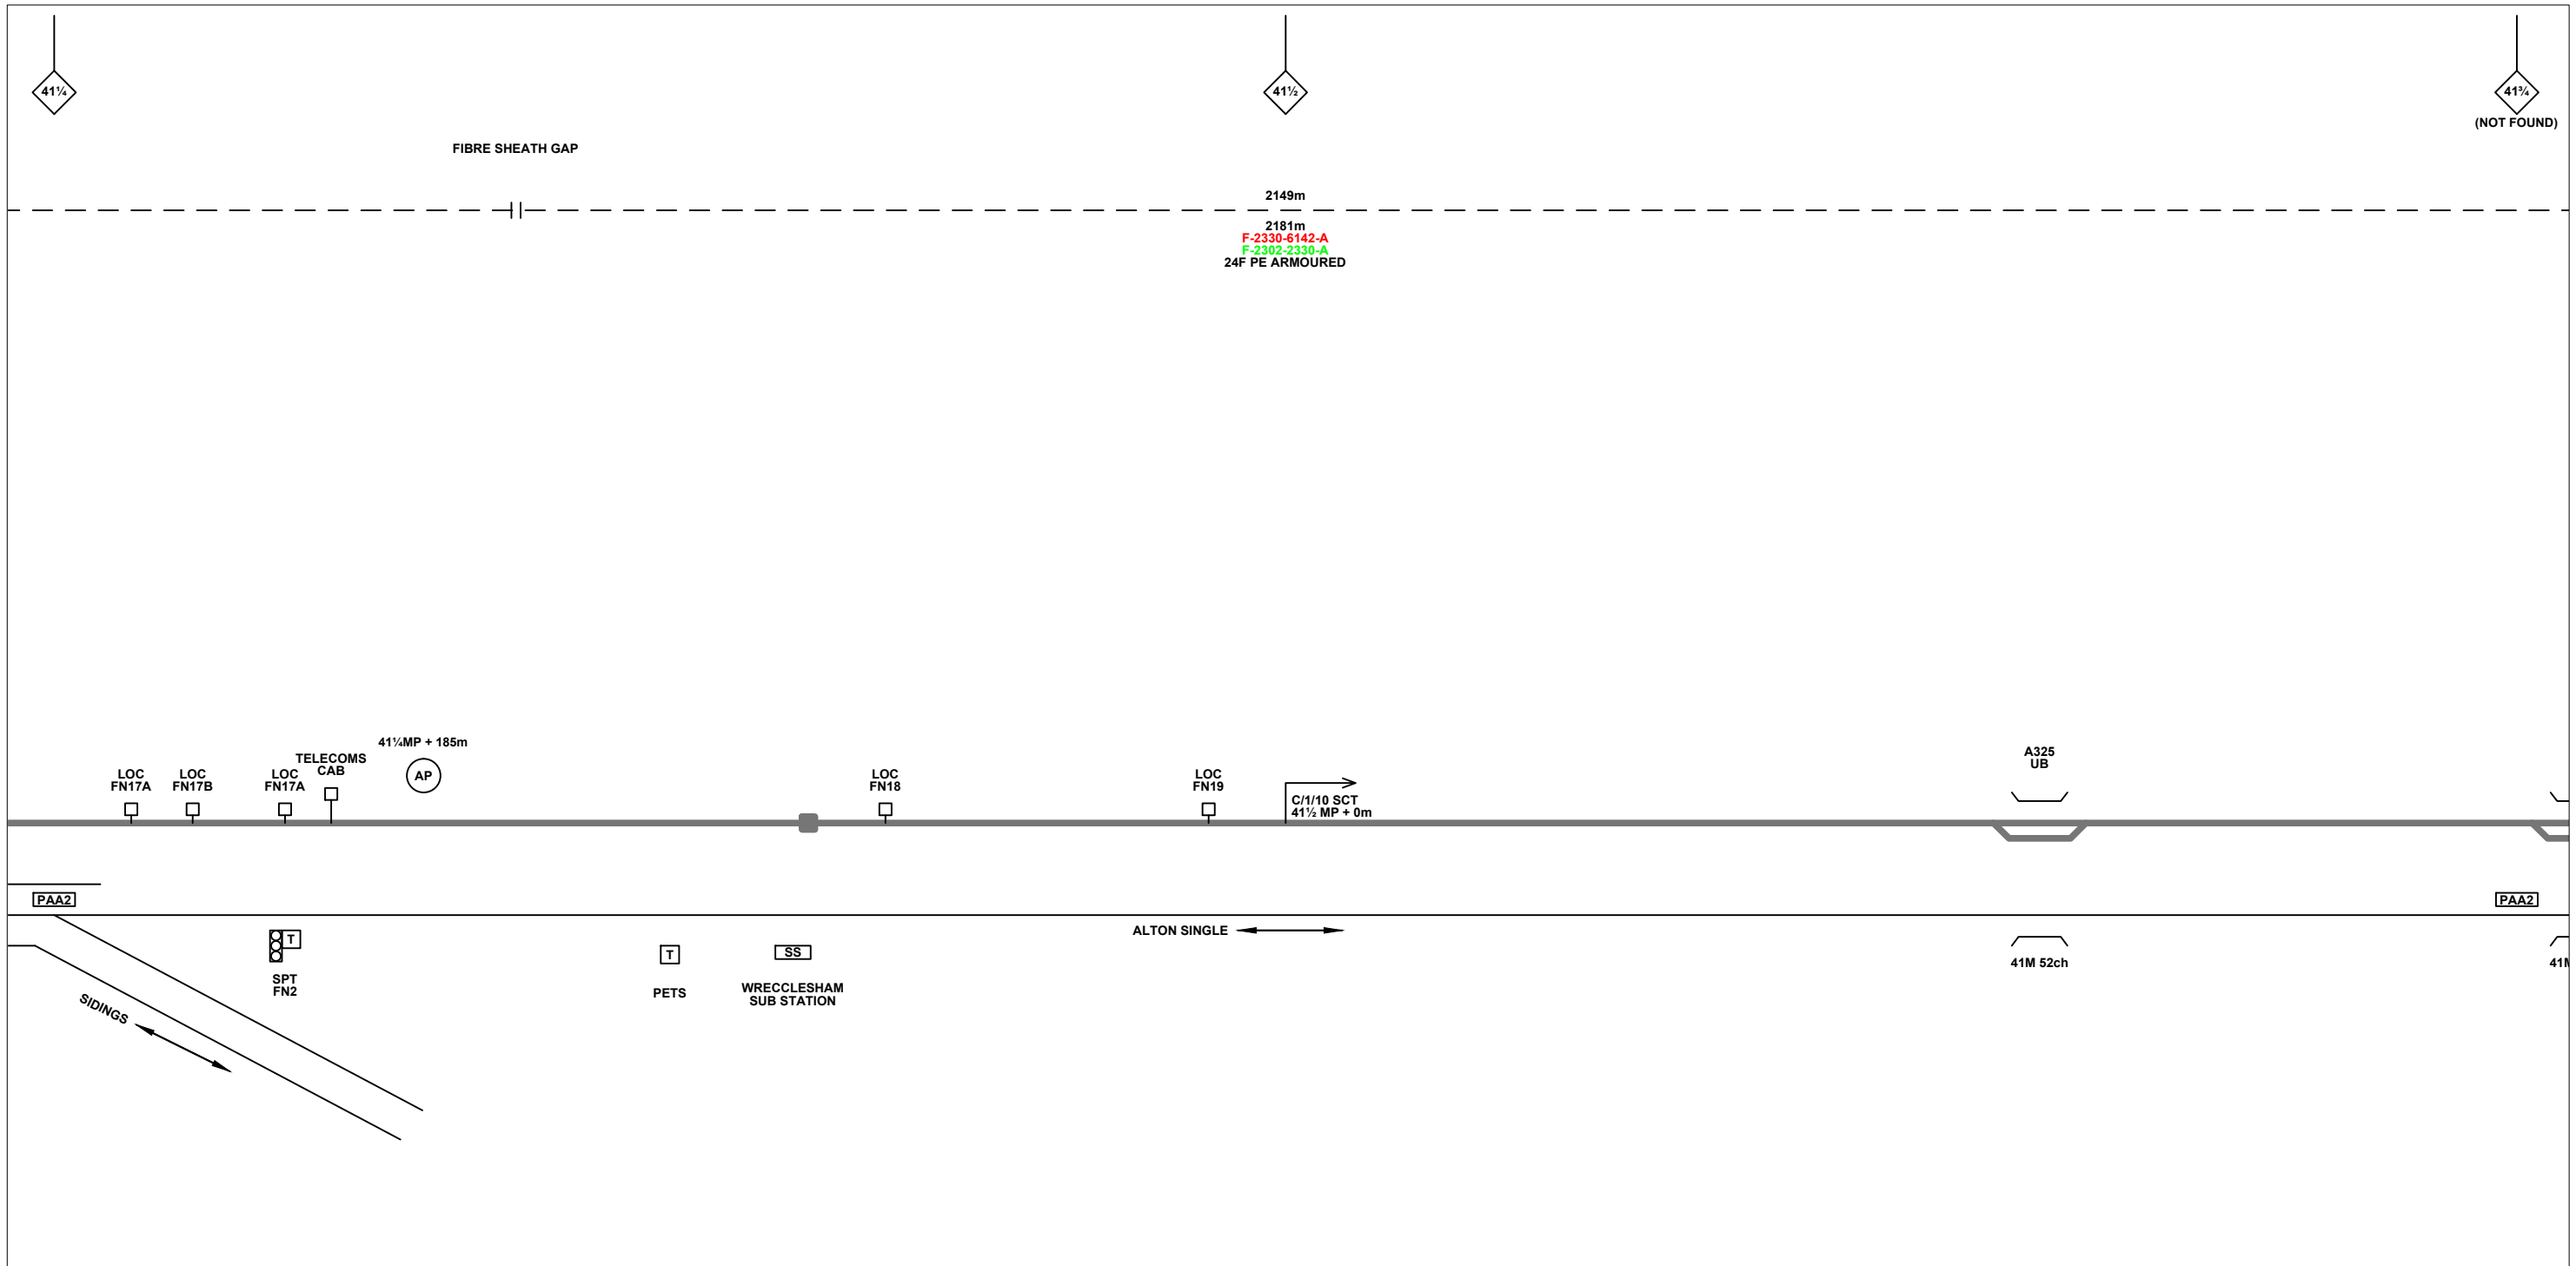 41¼
41½
41¾
(NOT FOUND)
FIBRE SHEATH GAP
2149m
2181m
F-2330-6142-A
F-2302-2330-A
24F PE ARMOURED
41¼MP + 185m
AP
TELECOMS
CAB
LOC
FN17A
LOC
FN17B
LOC
FN17A
LOC
FN18
LOC
FN19
C/1/10 SCT
41½ MP + 0m
A325
UB
PAA2
PAA2
ALTON SINGLE
T
SPT
FN2
T
PETS
SS
WRECCLESHAM
SUB STATION
41M 52ch
SIDINGS